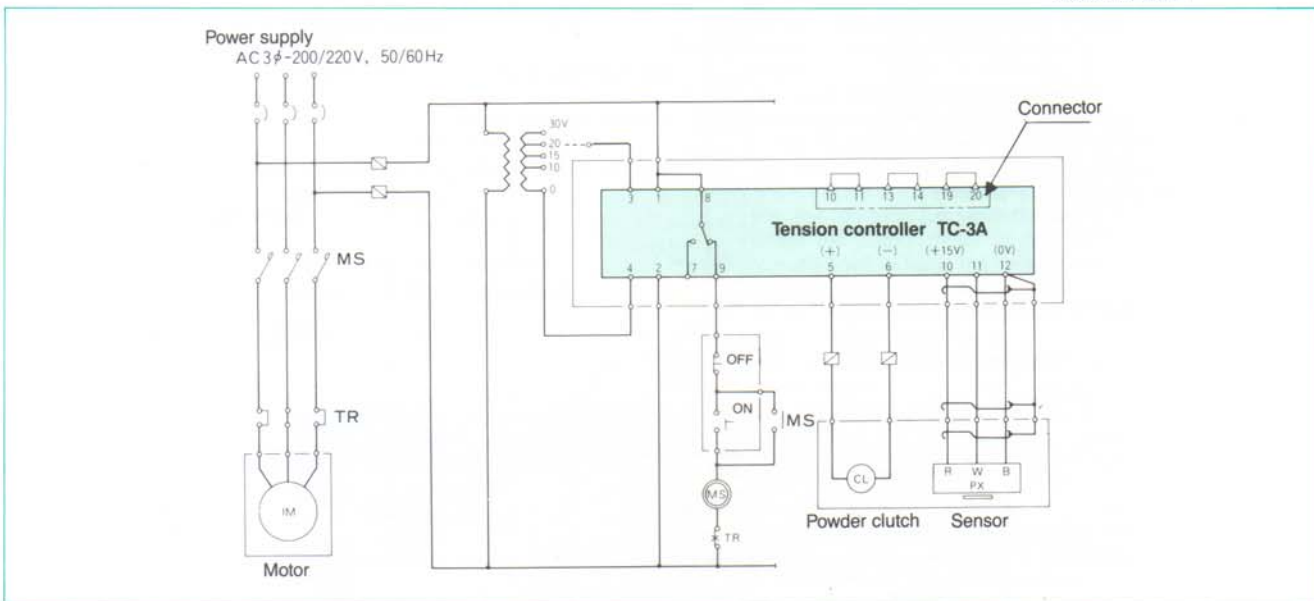 Power supply
AC 3φ-200/220V, 50/60Hz
Connector
30V
20
15
10
0
3 1 8
10 11 13 14 19 20
Tension controller TC-3A
(+) (−) (+15V) (0V)
4 2 7 9 5 6 10 11 12
MS
OFF
ON
MS
TR
MS
TR
IM
Motor
CL
R W B
PX
Powder clutch Sensor